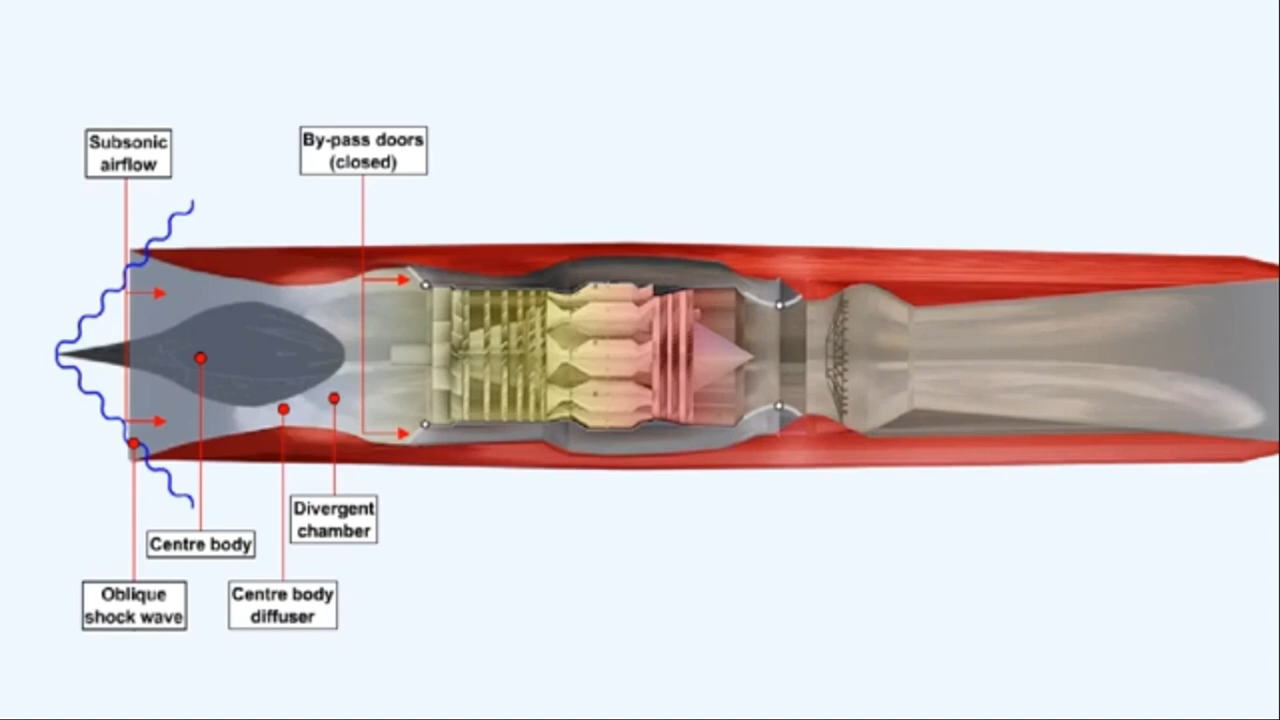 Subsonic
airflow
By-pass doors
(closed)
Divergent
chamber
Centre body
Oblique
shock wave
Centre body
diffuser